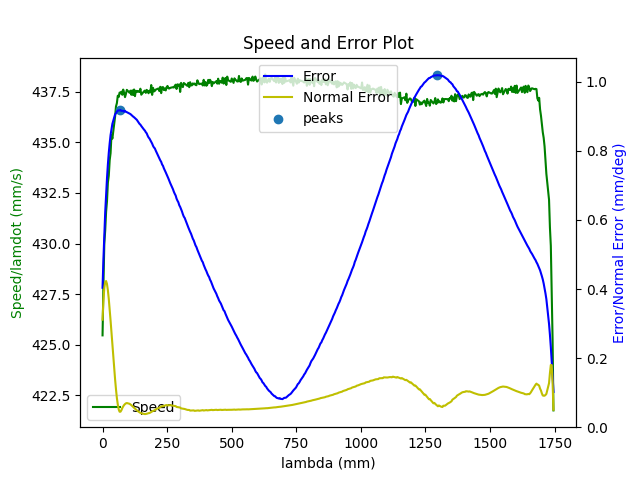 Speed and Error Plot
Error
Normal Error
peaks
Speed
437.5
435.0
432.5
430.0
427.5
425.0
422.5
Speed/lamdot (mm/s)
1.0
0.8
0.6
0.4
0.2
0.0
Error/Normal Error (mm/deg)
0
250
500
750
1000
1250
1500
1750
lambda (mm)